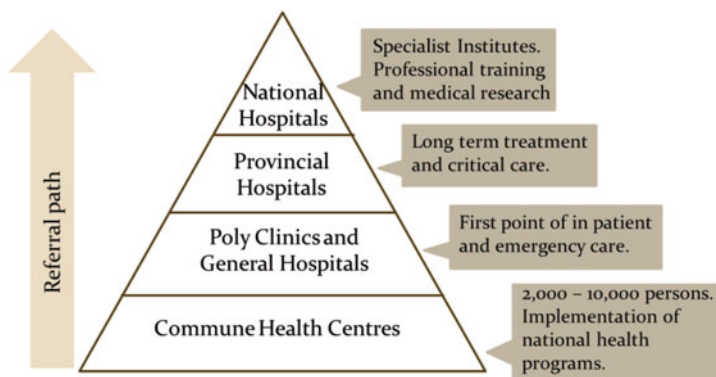 Referral path
National
Hospitals
Specialist Institutes.
Professional training
and medical research
Provincial
Hospitals
Long term treatment
and critical care.
Poly Clinics and
General Hospitals
First point of in patient
and emergency care.
Commune Health Centres
2,000 – 10,000 persons.
Implementation of
national health
programs.